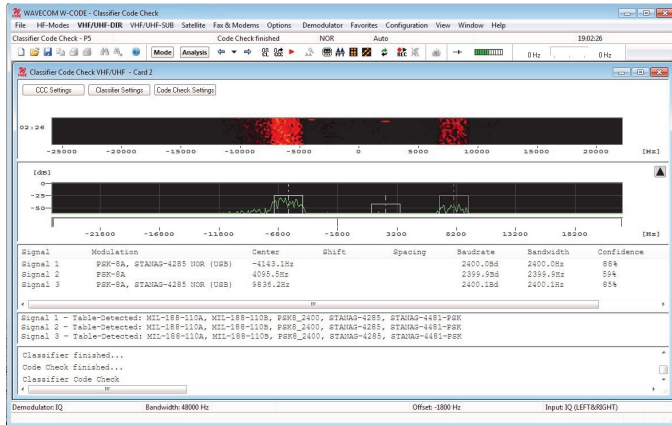 WAVECOM W-CODE - Classifier Code Check
File HF-Modes VHF/UHF-DIR VHF/UHF-SUB Satellite Fax & Modems Options Demodulator Favorites Configuration View Window Help
Classifier Code Check - P5 Code Check finished NOR Auto 19:02:26
Mode Analysis 0 Hz 0 Hz
Classifier Code Check VHF/UHF - Card 2
CCC Settings Classifier Settings Code Check Settings
02:26
-25000 -20000 -15000 -10000 -5000 0 5000 10000 15000 20000 [Hz]
[dB]
0
-25
-50
-21800 -16800 -11800 -6800 -1800 3200 8200 13200 18200 [Hz]
Signal Modulation Center Shift Spacing Baudrate Bandwidth Confidence
Signal 1 PSK-8A, STANAG-4285 NOR (USB) -4143.1Hz 2400.0Bd 2400.0Hz 88%
Signal 2 PSK-8A 4095.5Hz 2399.9Bd 2399.9Hz 59%
Signal 3 PSK-8A, STANAG-4285 NOR (USB) 9836.2Hz 2400.1Bd 2400.1Hz 85%
Signal 1 - Table-Detected: MIL-188-110A, MIL-188-110B, PSK8_2400, STANAG-4285, STANAG-4481-PSK
Signal 2 - Table-Detected: MIL-188-110A, MIL-188-110B, PSK8_2400, STANAG-4285, STANAG-4481-PSK
Signal 3 - Table-Detected: MIL-188-110A, MIL-188-110B, PSK8_2400, STANAG-4285, STANAG-4481-PSK
Classifier finished...
Code Check finished...
Classifier Code Check
Demodulator: IQ Bandwidth: 48000 Hz Offset: -1800 Hz Input: IQ (LEFT&RIGHT)